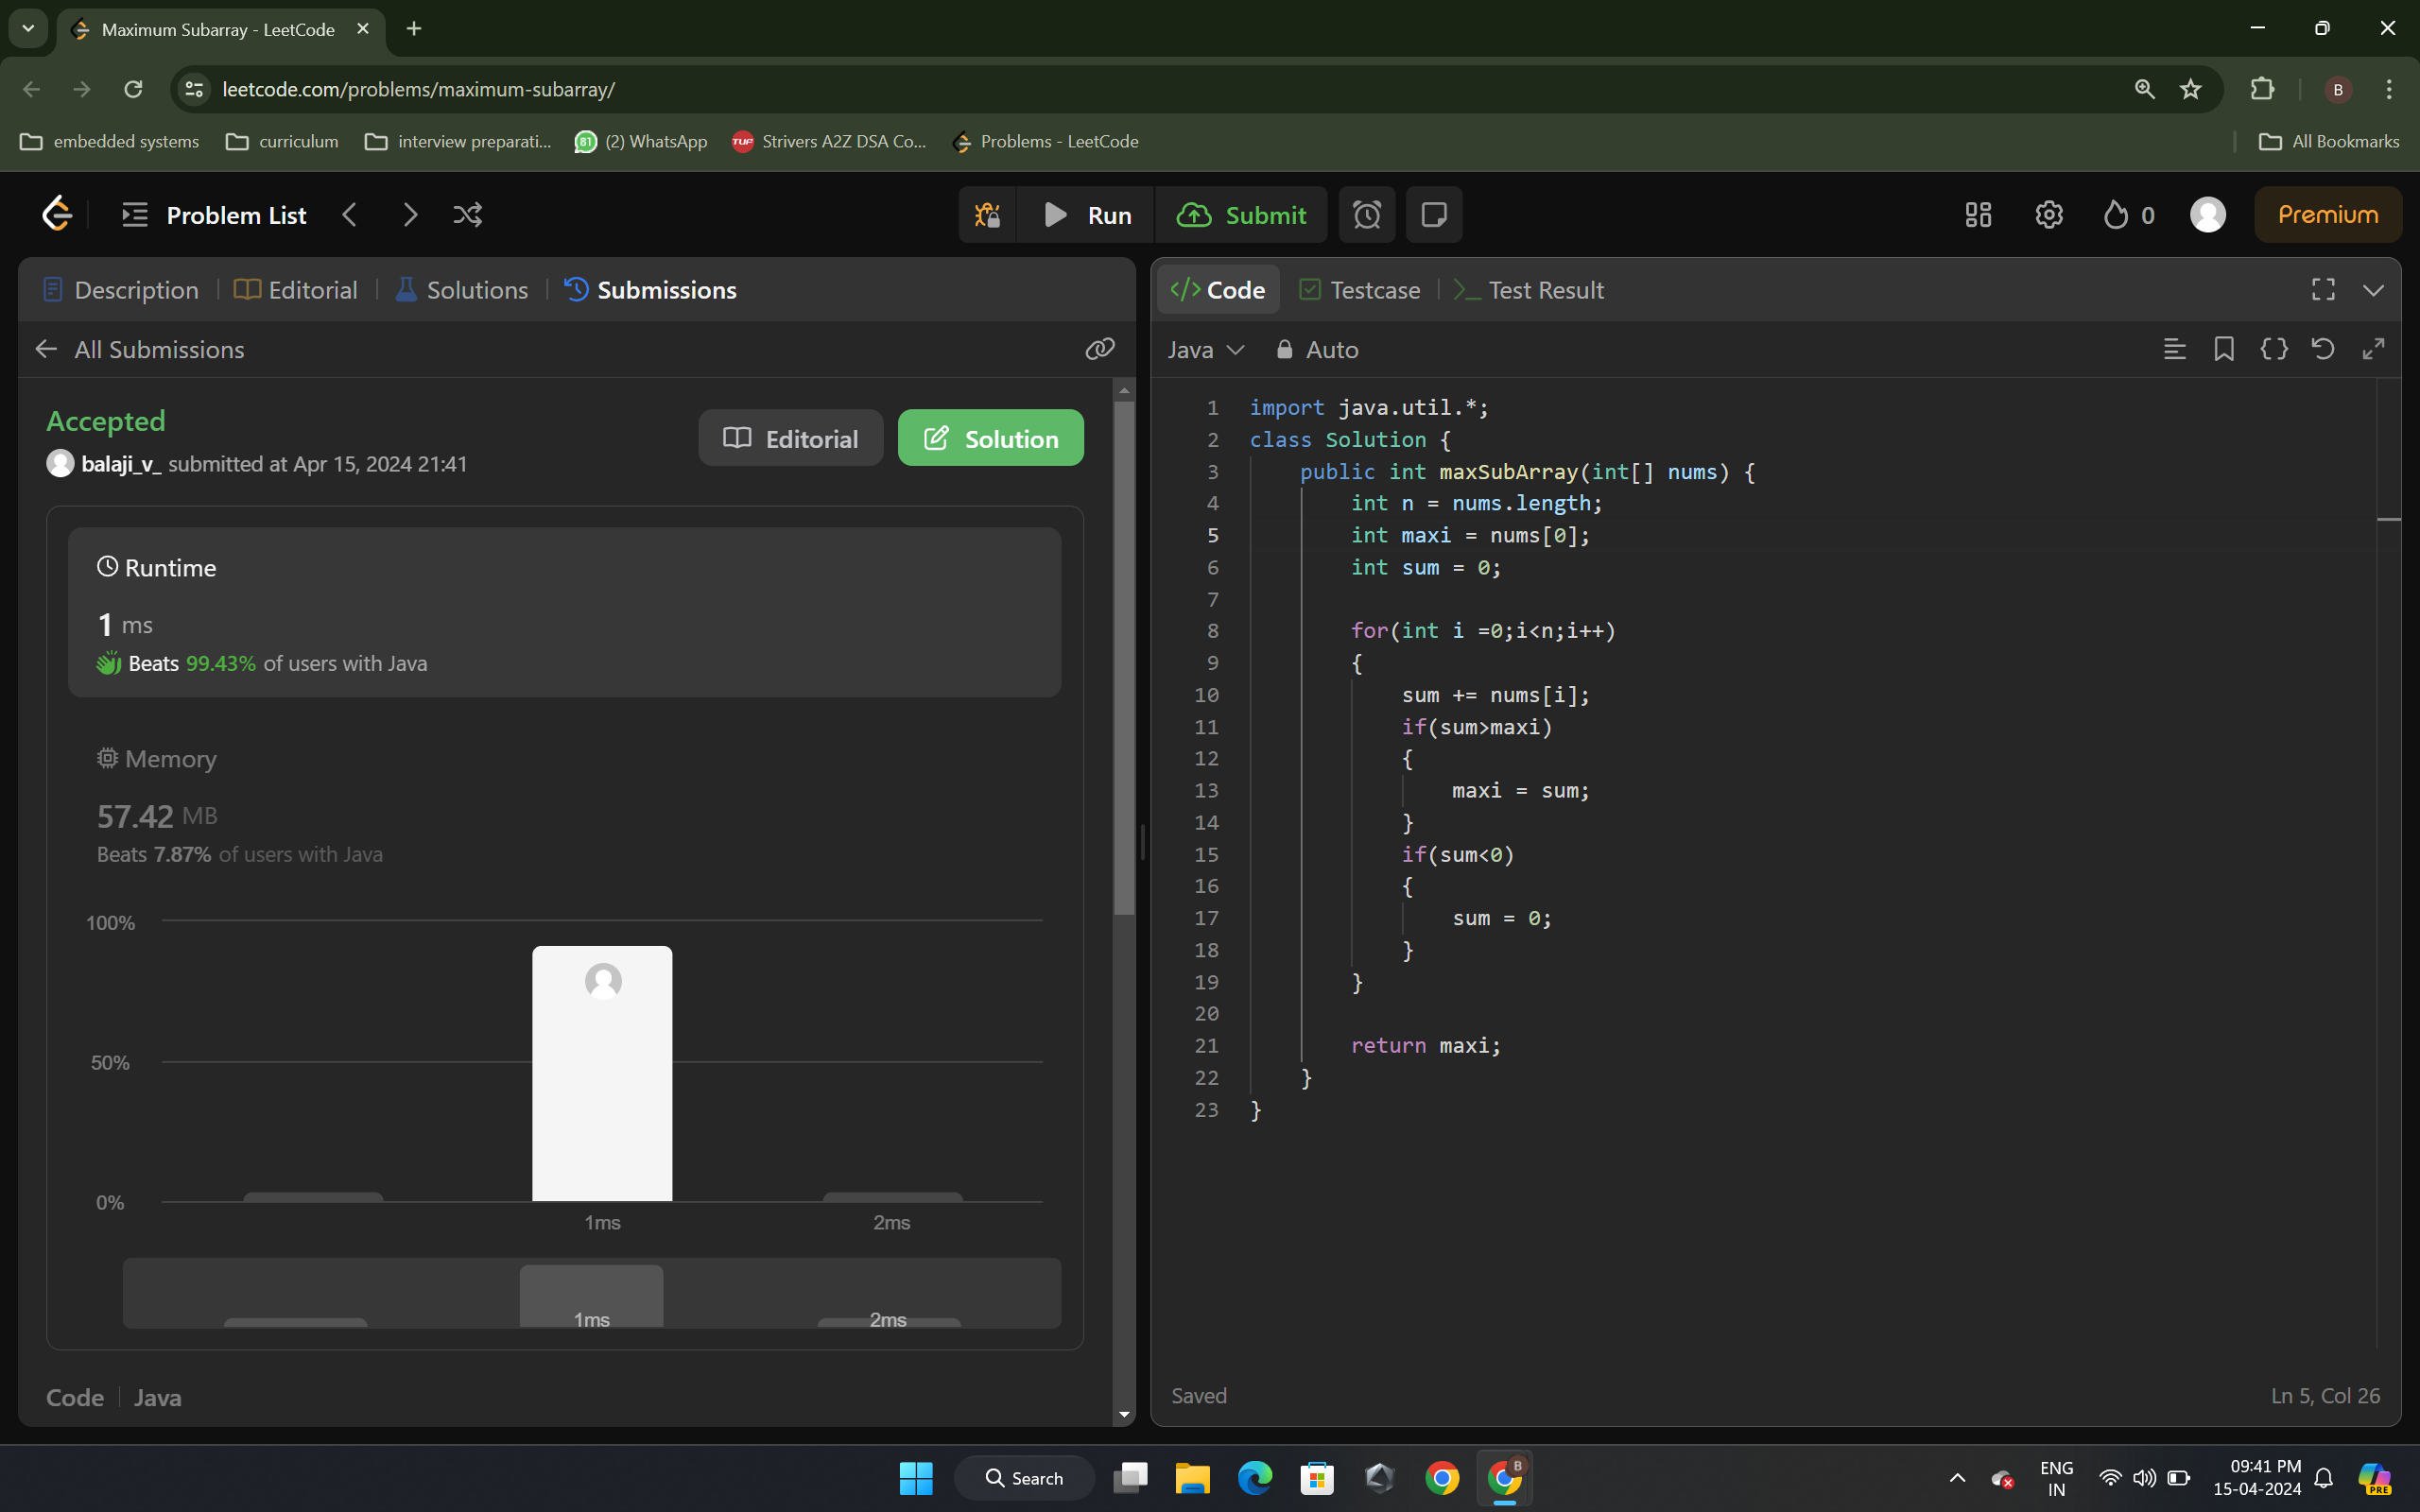 Maximum Subarray - LeetCode
leetcode.com/problems/maximum-subarray/
B
embedded systems
curriculum
interview preparati...
81 (2) WhatsApp
TUF Strivers A2Z DSA Co...
Problems - LeetCode
All Bookmarks
Problem List
Run
Submit
0
Premium
Description
Editorial
Solutions
Submissions
All Submissions
Accepted
balaji_v_ submitted at Apr 15, 2024 21:41
Editorial
Solution
Runtime
1 ms
Beats 99.43% of users with Java
Memory
57.42 MB
Beats 7.87% of users with Java
100%
50%
0%
1ms
2ms
1ms
2ms
Code
Java
</> Code
Testcase
Test Result
Java
Auto
1 import java.util.*;
2 class Solution {
3 public int maxSubArray(int[] nums) {
4 int n = nums.length;
5 int maxi = nums[0];
6 int sum = 0;
7
8 for(int i =0;i<n;i++)
9 {
10 sum += nums[i];
11 if(sum>maxi)
12 {
13 maxi = sum;
14 }
15 if(sum<0)
16 {
17 sum = 0;
18 }
19 }
20
21 return maxi;
22 }
23 }
Saved
Ln 5, Col 26
Search
B
ENG
IN
09:41 PM
15-04-2024
PRE